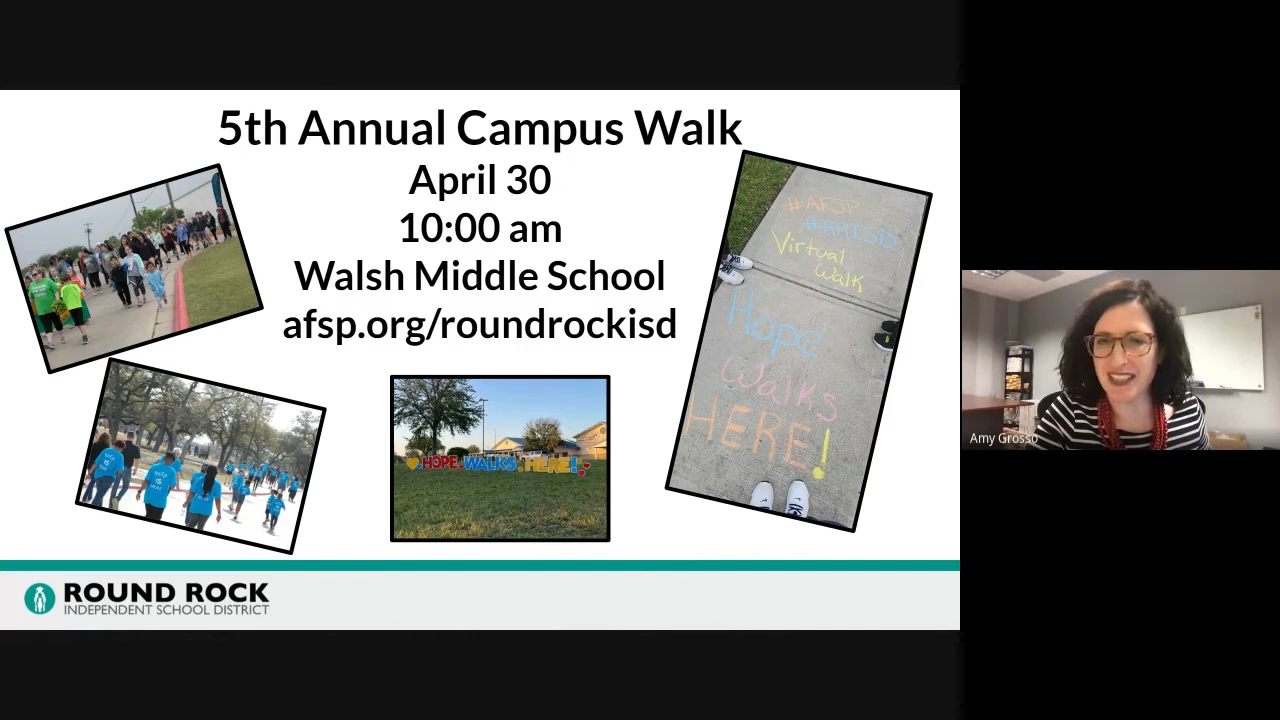 5th Annual Campus Walk
April 30
10:00 am
Walsh Middle School
afsp.org/roundrockisd
#AFSP
#RRISD
Virtual
Walk
Hope
Walks
HERE!
HOPE WALKS HERE!
Amy Grosso
ROUND ROCK
INDEPENDENT SCHOOL DISTRICT